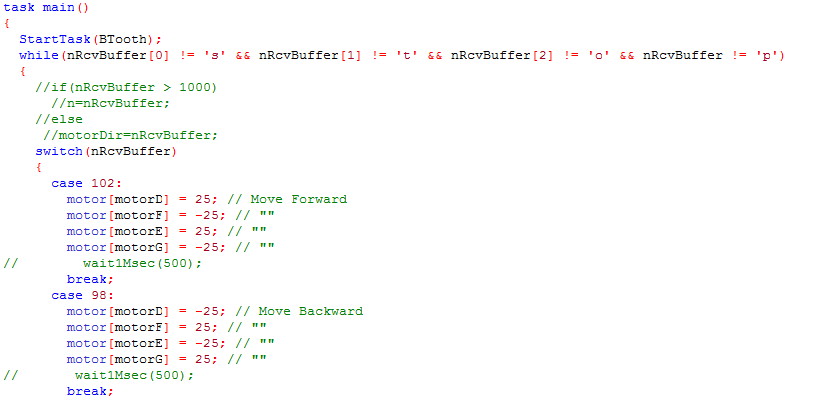 task main()
{
  StartTask(BTooth);
  while(nRcvBuffer[0] != 's' && nRcvBuffer[1] != 't' && nRcvBuffer[2] != 'o' && nRcvBuffer != 'p')
  {
    //if(nRcvBuffer > 1000)
      //n=nRcvBuffer;
    //else
     //motorDir=nRcvBuffer;
    switch(nRcvBuffer)
    {
      case 102:
        motor[motorD] = 25; // Move Forward
        motor[motorF] = -25; // ""
        motor[motorE] = 25; // ""
        motor[motorG] = -25; // ""
//        wait1Msec(500);
        break;
      case 98:
        motor[motorD] = -25; // Move Backward
        motor[motorF] = 25; // ""
        motor[motorE] = -25; // ""
        motor[motorG] = 25; // ""
//       wait1Msec(500);
        break;